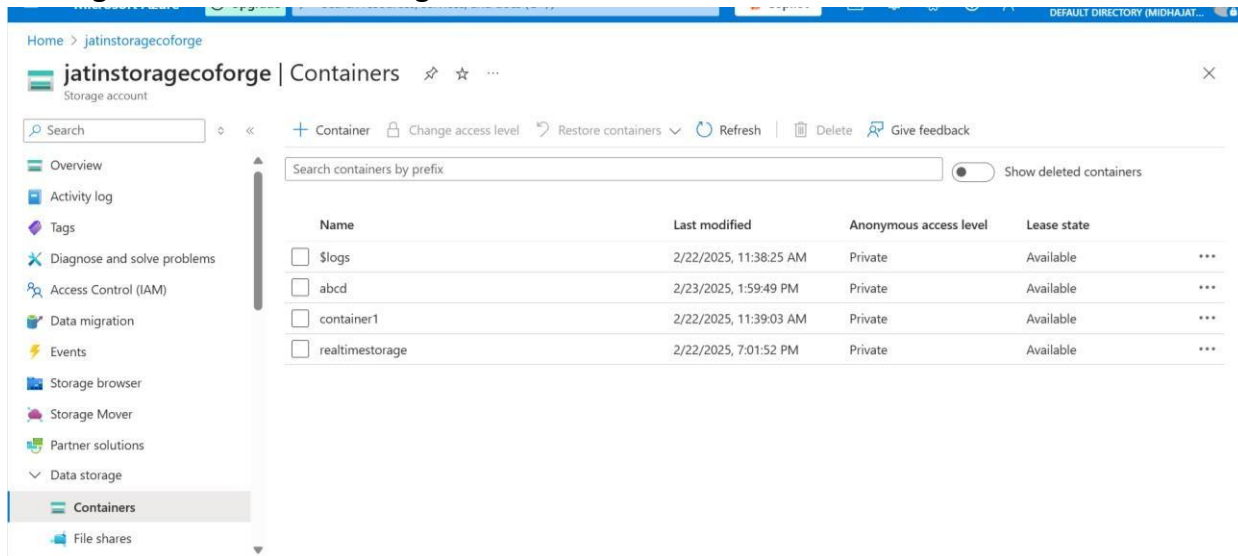 DEFAULT DIRECTORY (MIDHAJAT...
Home > jatinstoragecoforge
jatinstoragecoforge | Containers
Storage account
Search
+ Container Change access level Restore containers Refresh Delete Give feedback
Search containers by prefix
Show deleted containers
Overview
Activity log
Tags
Diagnose and solve problems
Access Control (IAM)
Data migration
Events
Storage browser
Storage Mover
Partner solutions
Data storage
Containers
File shares
Name Last modified Anonymous access level Lease state
$logs 2/22/2025, 11:38:25 AM Private Available
abcd 2/23/2025, 1:59:49 PM Private Available
container1 2/22/2025, 11:39:03 AM Private Available
realtimestorage 2/22/2025, 7:01:52 PM Private Available